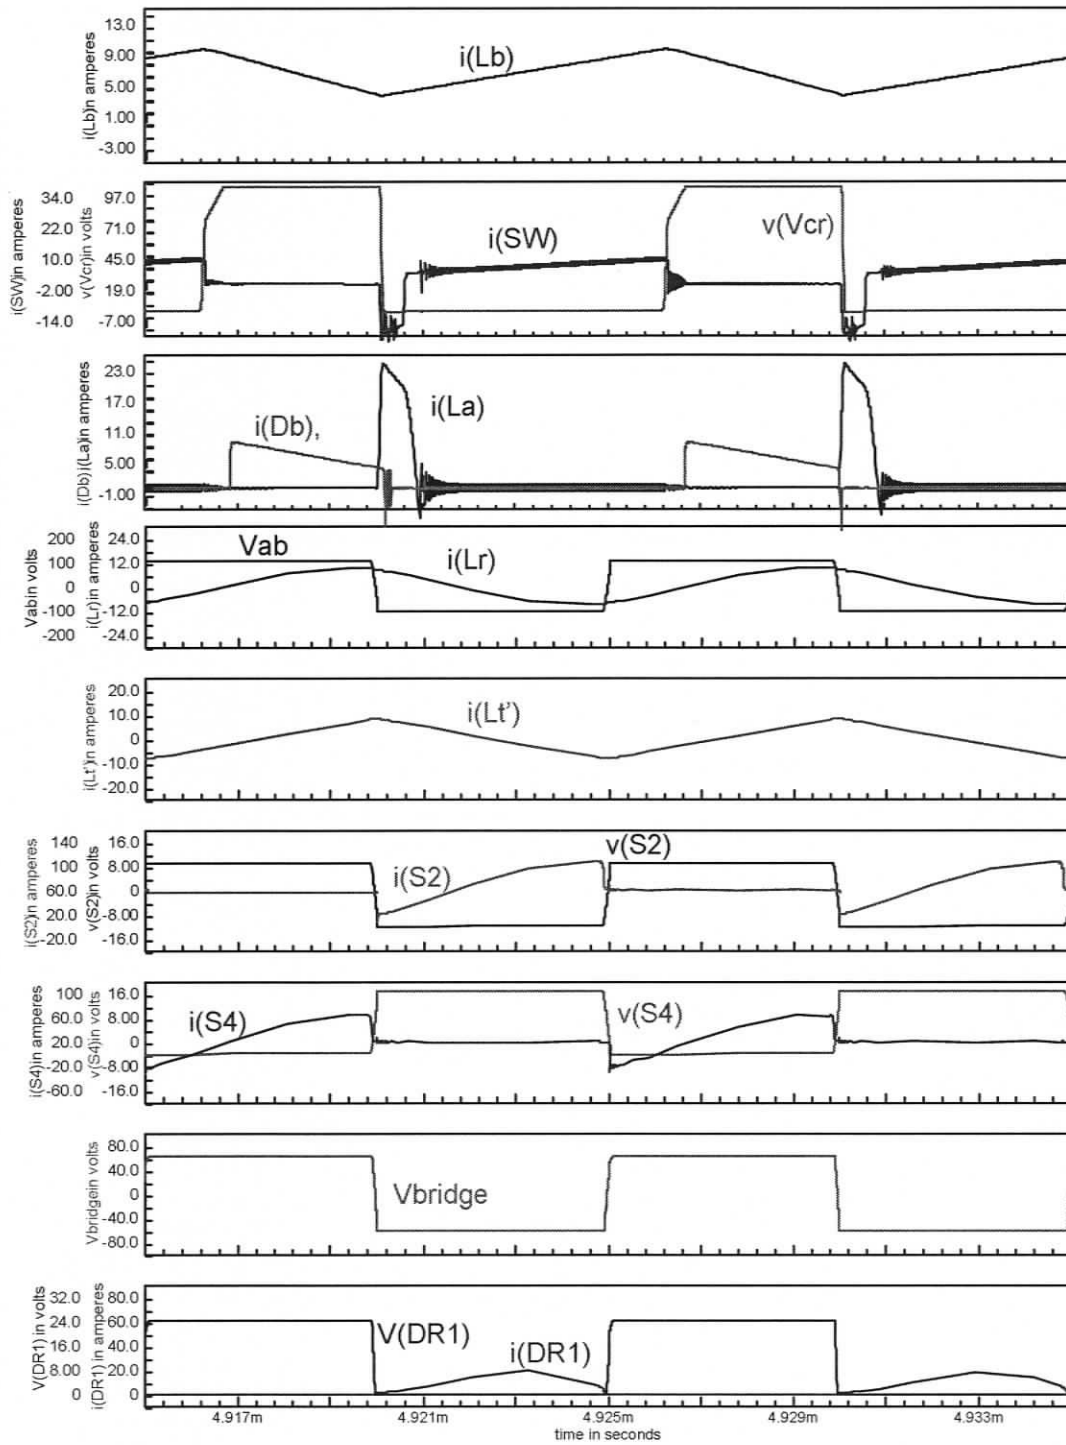 i(Lb)in amperes
13.0
9.00
5.00
1.00
-3.00
i(Lb)
i(SW)in amperes
34.0
22.0
10.0
-2.00
-14.0
v(Vcr)in volts
97.0
71.0
45.0
19.0
-7.00
i(SW)
v(Vcr)
i(Db)i(La)in amperes
23.0
17.0
11.0
5.00
-1.00
i(Db),
i(La)
Vabin volts
200
100
0
-100
-200
i(Lr)in amperes
24.0
12.0
0
-12.0
-24.0
Vab
i(Lr)
i(Lt')in amperes
20.0
10.0
0
-10.0
-20.0
i(Lt')
i(S2)in amperes
140
100
60.0
20.0
-20.0
v(S2)in volts
16.0
8.00
0
-8.00
-16.0
i(S2)
v(S2)
i(S4)in amperes
100
60.0
20.0
-20.0
-60.0
v(S4)in volts
16.0
8.00
0
-8.00
-16.0
i(S4)
v(S4)
Vbridgein volts
80.0
40.0
0
-40.0
-80.0
Vbridge
V(DR1) in volts
32.0
24.0
16.0
8.00
0
i(DR1) in amperes
80.0
60.0
40.0
20.0
0
V(DR1)
i(DR1)
4.917m
4.921m
4.925m
4.929m
4.933m
time in seconds